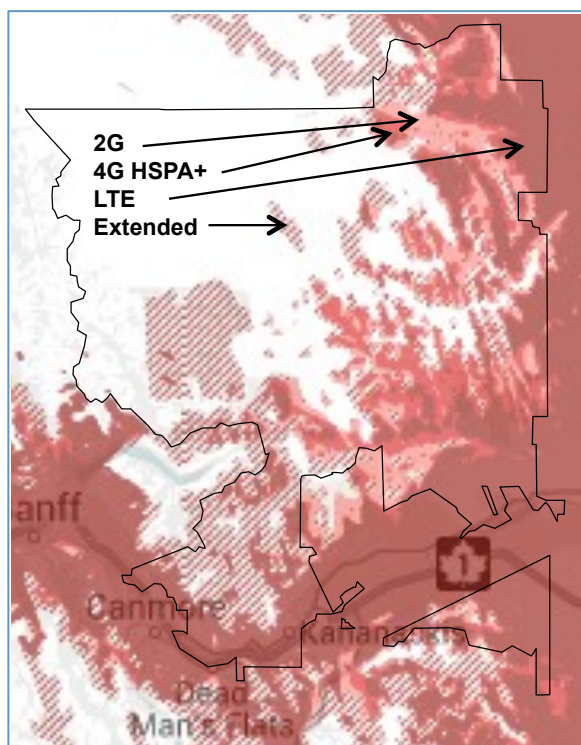 2G
4G HSPA+
LTE
Extended
anff
1
Canmore
Kananaskis
Dead
Man's Flats